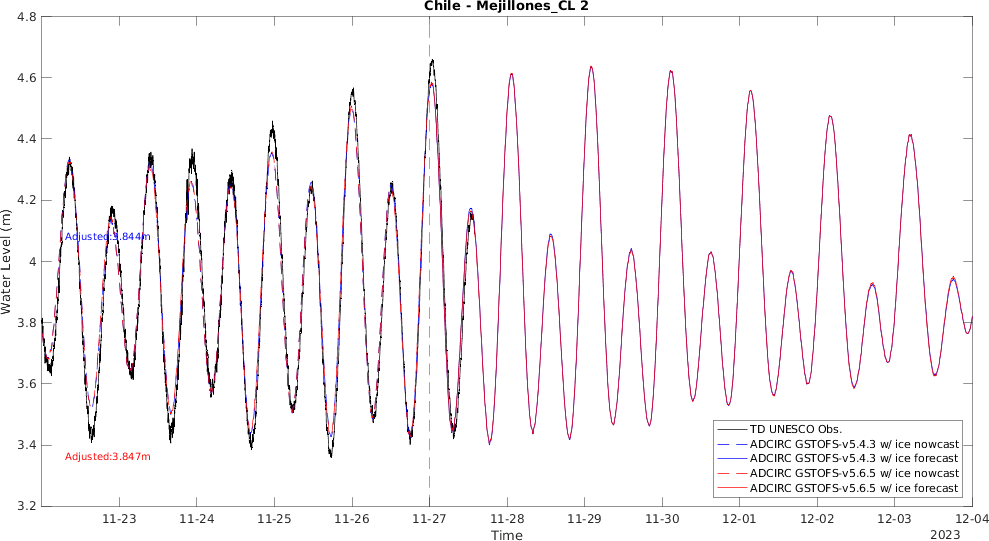 Chile - Mejillones_CL 2
4.8
4.6
4.4
4.2
4
3.8
3.6
3.4
3.2
Water Level (m)
Adjusted:3.844m
Adjusted:3.847m
TD UNESCO Obs.
ADCIRC GSTOFS-v5.4.3 w/ ice nowcast
ADCIRC GSTOFS-v5.4.3 w/ ice forecast
ADCIRC GSTOFS-v5.6.5 w/ ice nowcast
ADCIRC GSTOFS-v5.6.5 w/ ice forecast
11-23 11-24 11-25 11-26 11-27 11-28 11-29 11-30 12-01 12-02 12-03 12-04
Time
2023